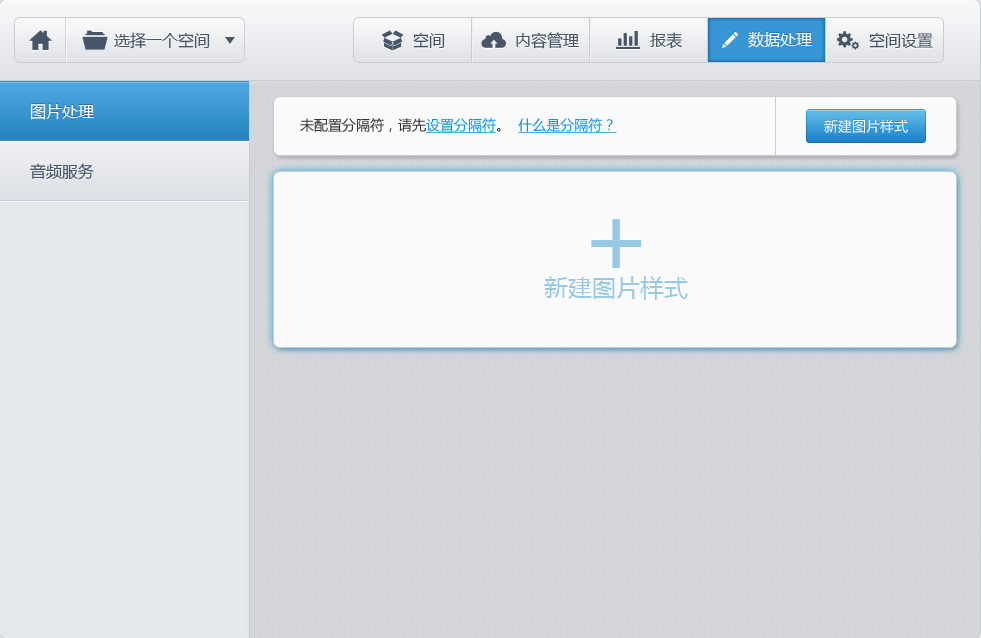 选择一个空间
空间
内容管理
报表
数据处理
空间设置
图片处理
音频服务
未配置分隔符，请先设置分隔符。 什么是分隔符？
新建图片样式
新建图片样式